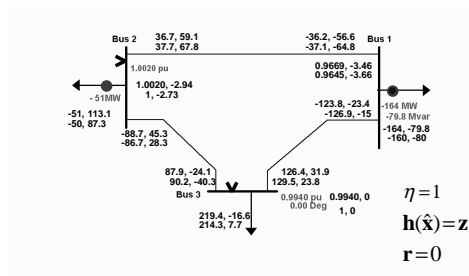 36.7, 59.1
37.7, 67.8
-36.2, -56.6
-37.1, -64.8
Bus 2
Bus 1
1.0020 pu
0.9669, -3.46
0.9645, -3.66
1.0020, -2.94
1, -2.73
- 51MW
-51, 113.1
-50, 87.3
-123.8, -23.4
-126.9, -15
-164 MW
-79.8 Mvar
-164, -79.8
-160, -80
-88.7, 45.3
-86.7, 28.3
87.9, -24.1
90.2, -40.3
126.4, 31.9
129.5, 23.8
Bus 3
0.9940 pu
0.00 Deg
0.9940, 0
1, 0
219.4, -16.6
214.3, 7.7
η=1
h(x̂)=z
r=0